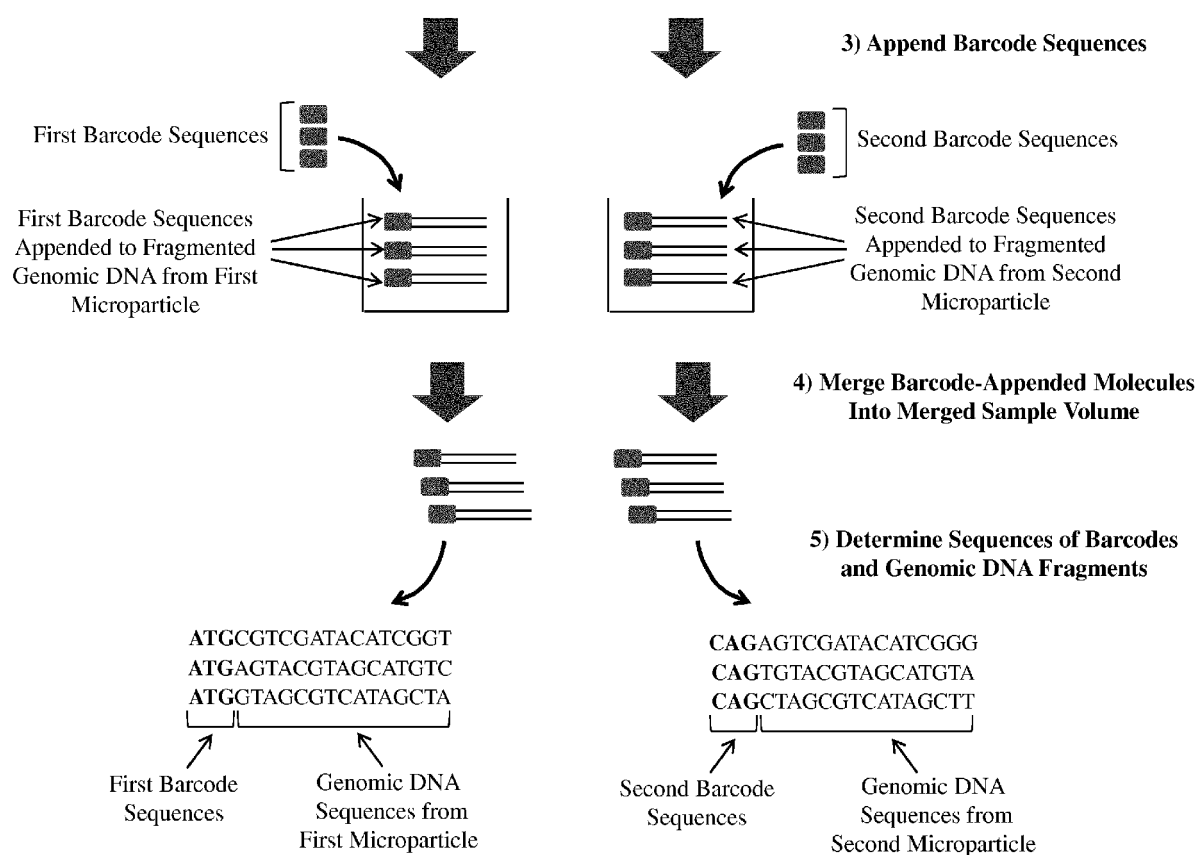 3) Append Barcode Sequences
First Barcode Sequences
Second Barcode Sequences
First Barcode Sequences
Appended to Fragmented
Genomic DNA from First
Microparticle
Second Barcode Sequences
Appended to Fragmented
Genomic DNA from Second
Microparticle
4) Merge Barcode-Appended Molecules
Into Merged Sample Volume
5) Determine Sequences of Barcodes
and Genomic DNA Fragments
ATGCGTCGATACATCGGT
ATGAGTACGTAGCATGTC
ATGGTAGCGTCATAGCTA
CAGAGTCGATACATCGGG
CAGTGTACGTAGCATGTA
CAGCTAGCGTCATAGCTT
First Barcode
Sequences
Genomic DNA
Sequences from
First Microparticle
Second Barcode
Sequences
Genomic DNA
Sequences from
Second Microparticle